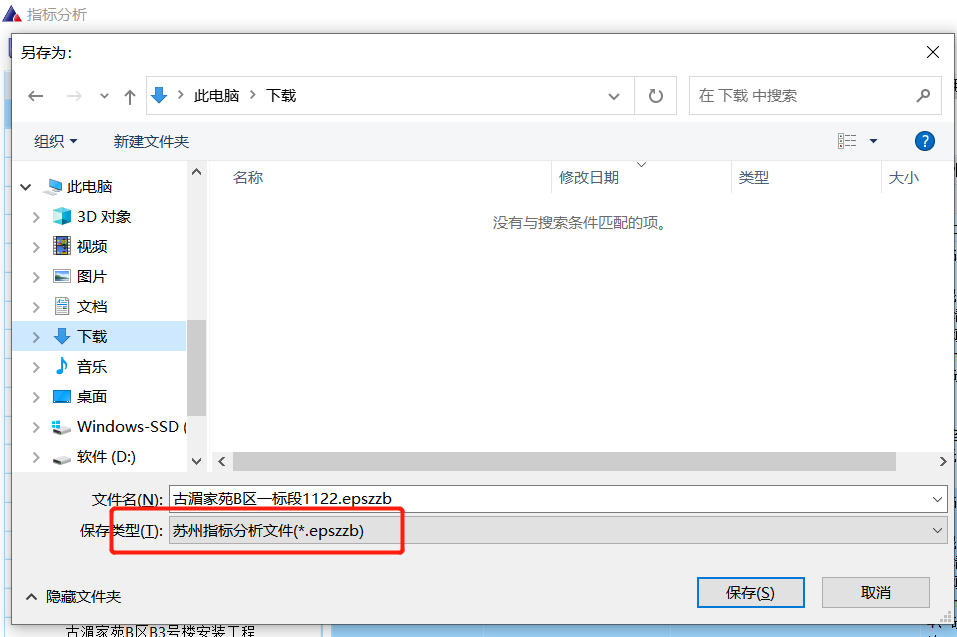 指标分析
另存为:
此电脑 下载
在 下载 中搜索
组织 新建文件夹
名称 修改日期 类型 大小
没有与搜索条件匹配的项。
此电脑
3D 对象
视频
图片
文档
下载
音乐
桌面
Windows-SSD (
软件 (D:)
文件名(N): 古湄家苑B区一标段1122.epszzb
保存类型(T): 苏州指标分析文件(*.epszzb)
隐藏文件夹 保存(S) 取消
古湄家苑B区B3号楼安装工程